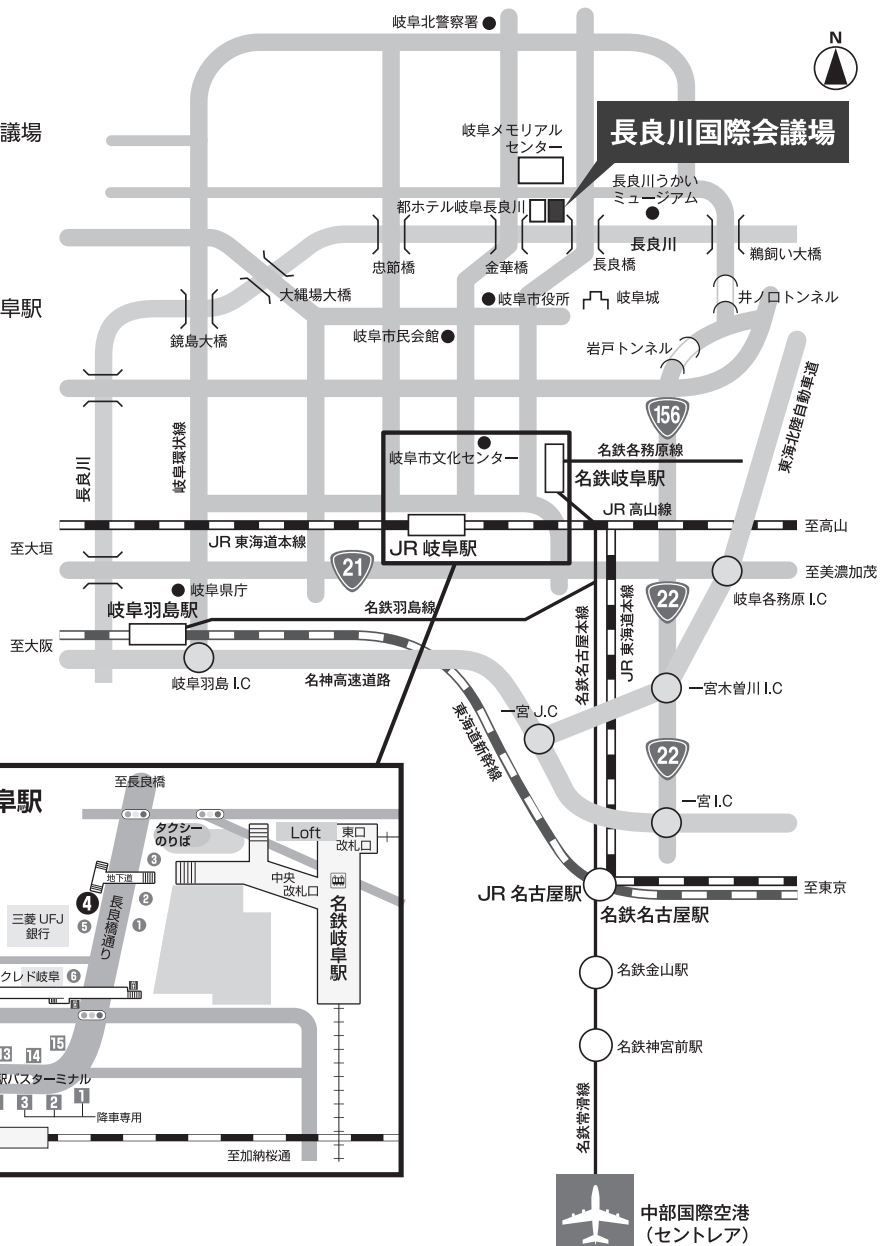 岐阜北警察署
N
議場
岐阜メモリアル
センター
長良川国際会議場
長良川うかい
ミュージアム
都ホテル岐阜長良川
忠節橋
金華橋
長良橋
長良川
鵜飼い大橋
大縄場大橋
岐阜市役所
岐阜城
井ノ口トンネル
阜駅
鏡島大橋
岐阜市民会館
岩戸トンネル
156
東海北陸自動車道
長良川
岐阜環状線
岐阜市文化センター
名鉄各務原線
名鉄岐阜駅
JR 高山線
至大垣
JR 東海道本線
JR 岐阜駅
至高山
21
至美濃加茂
岐阜県庁
岐阜羽島駅
名鉄羽島線
名鉄名古屋本線
JR 東海道本線
22
岐阜各務原 I.C
至大阪
岐阜羽島 I.C
名神高速道路
東海道新幹線
一宮 J.C
一宮木曽川 I.C
22
一宮 I.C
阜駅
至長良橋
タクシー
のりば
Loft
東口
改札口
3
地下道
中央
改札口
4
2
三菱 UFJ
銀行
5
1
長良橋通り
名鉄岐阜駅
クレド岐阜
6
13
14
15
駅バスターミナル
3
2
1
降車専用
至加納桜通
JR 名古屋駅
名鉄名古屋駅
至東京
名鉄金山駅
名鉄神宮前駅
名鉄常滑線
中部国際空港
（セントレア）